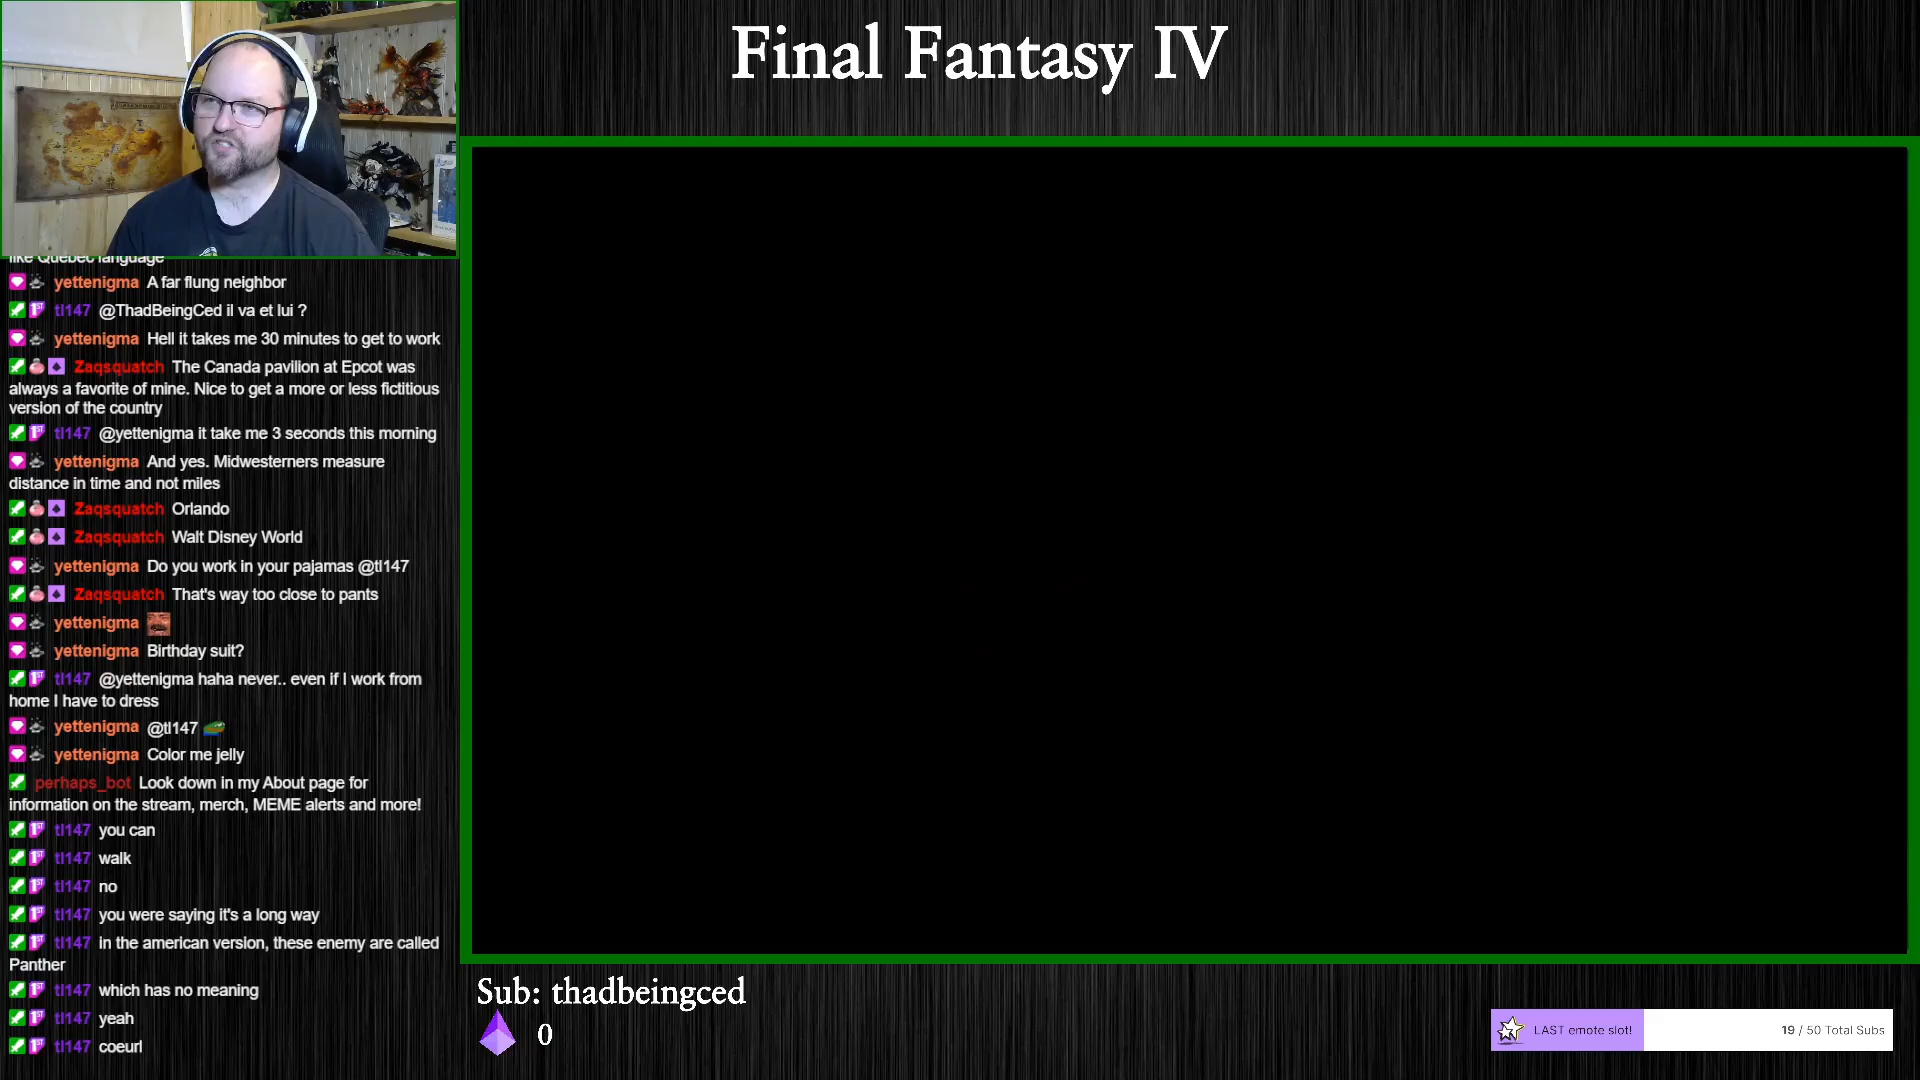 Final Fantasy IV
like Quebec language
yettenigma A far flung neighbor
tl147 @ThadBeingCed il va et lui ?
yettenigma Hell it takes me 30 minutes to get to work
Zaqsquatch The Canada pavilion at Epcot was
always a favorite of mine. Nice to get a more or less fictitious
version of the country
tl147 @yettenigma it take me 3 seconds this morning
yettenigma And yes. Midwesterners measure
distance in time and not miles
Zaqsquatch Orlando
Zaqsquatch Walt Disney World
yettenigma Do you work in your pajamas @tl147
Zaqsquatch That's way too close to pants
yettenigma
yettenigma Birthday suit?
tl147 @yettenigma haha never.. even if I work from
home I have to dress
yettenigma @tl147
yettenigma Color me jelly
perhaps_bot Look down in my About page for
information on the stream, merch, MEME alerts and more!
tl147 you can
tl147 walk
tl147 no
tl147 you were saying it's a long way
tl147 in the american version, these enemy are called
Panther
tl147 which has no meaning
tl147 yeah
tl147 coeurl
Sub: thadbeingced
0
LAST emote slot!
19 / 50 Total Subs